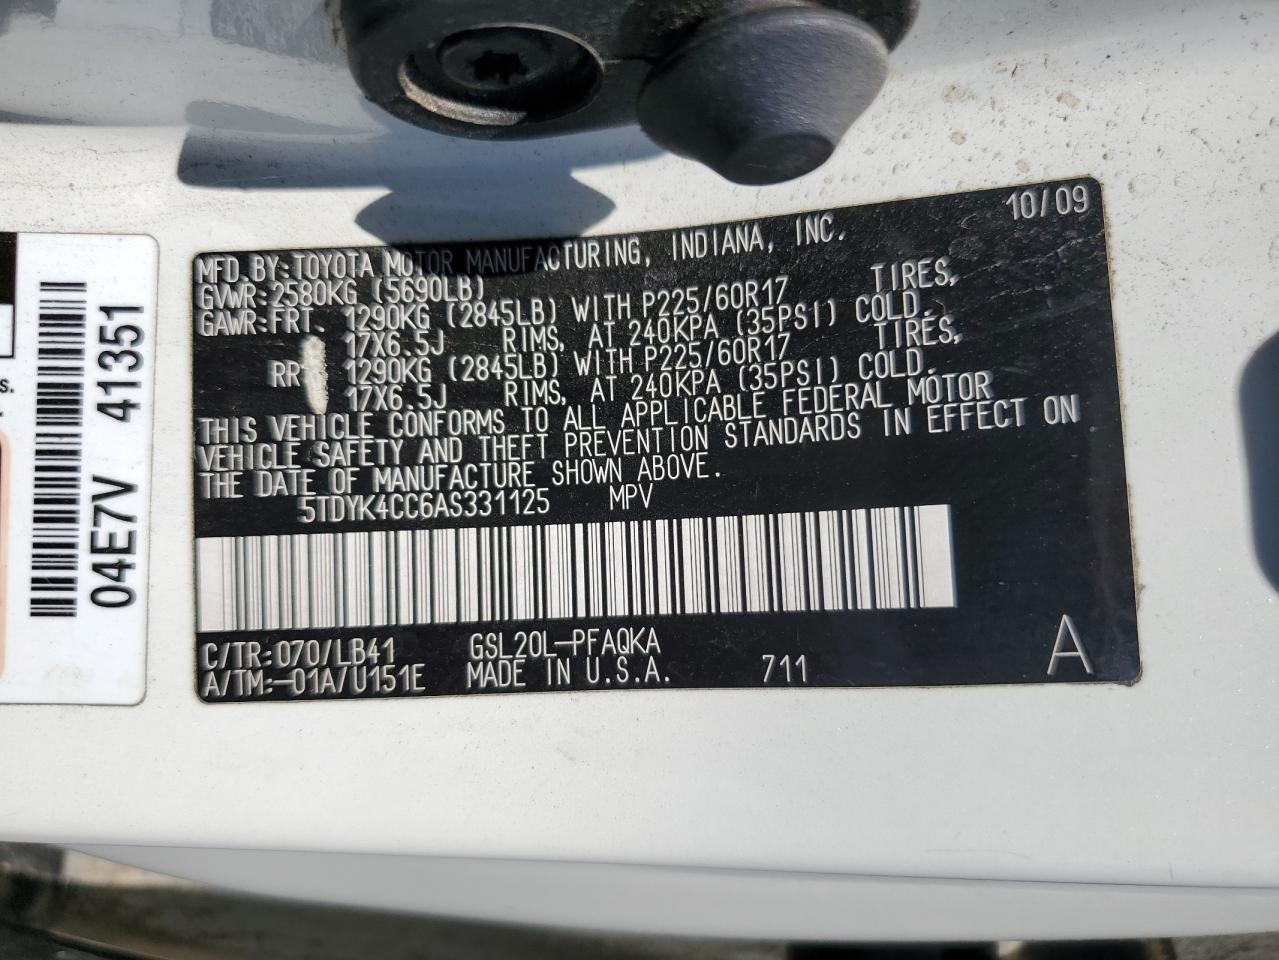 10/09
MFD.BY:TOYOTA MOTOR MANUFACTURING, INDIANA, INC.
GVWR:2580KG (5690LB)
GAWR:FRT. 1290KG (2845LB) WITH P225/60R17 TIRES,
17X6.5J RIMS, AT 240KPA (35PSI) COLD.
RR 1290KG (2845LB) WITH P225/60R17 TIRES,
17X6.5J RIMS, AT 240KPA (35PSI) COLD.
THIS VEHICLE CONFORMS TO ALL APPLICABLE FEDERAL MOTOR
VEHICLE SAFETY AND THEFT PREVENTION STANDARDS IN EFFECT ON
THE DATE OF MANUFACTURE SHOWN ABOVE.
5TDYK4CC6AS331125 MPV
C/TR:070/LB41 GSL20L-PFAQKA
A/TM:-01A/U151E MADE IN U.S.A. 711 A
04E7V 41351
s.